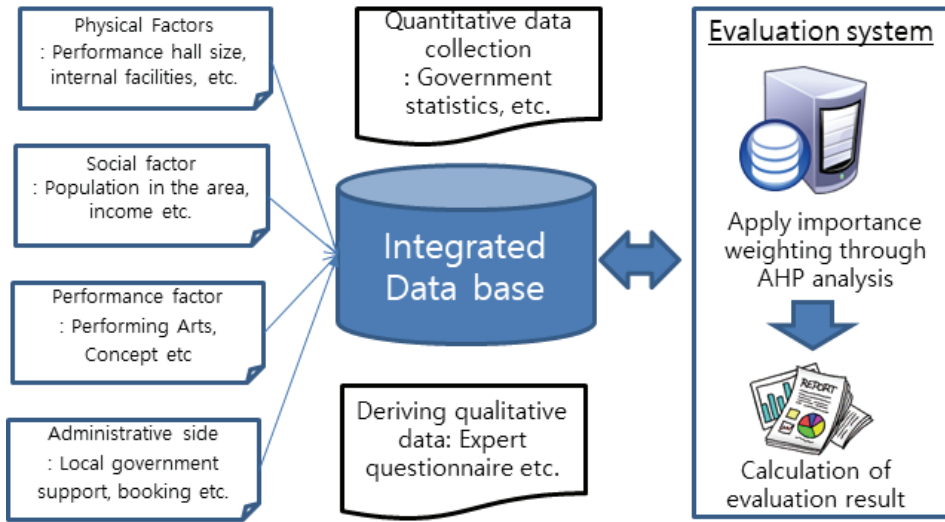 Physical Factors
: Performance hall size,
internal facilities, etc.
Social factor
: Population in the area,
income etc.
Performance factor
: Performing Arts,
Concept etc
Administrative side
: Local government
support, booking etc.
Quantitative data
collection
: Government
statistics, etc.
Integrated
Data base
Deriving qualitative
data: Expert
questionnaire etc.
Evaluation system
Apply importance
weighting through
AHP analysis
REPORT
Calculation of
evaluation result